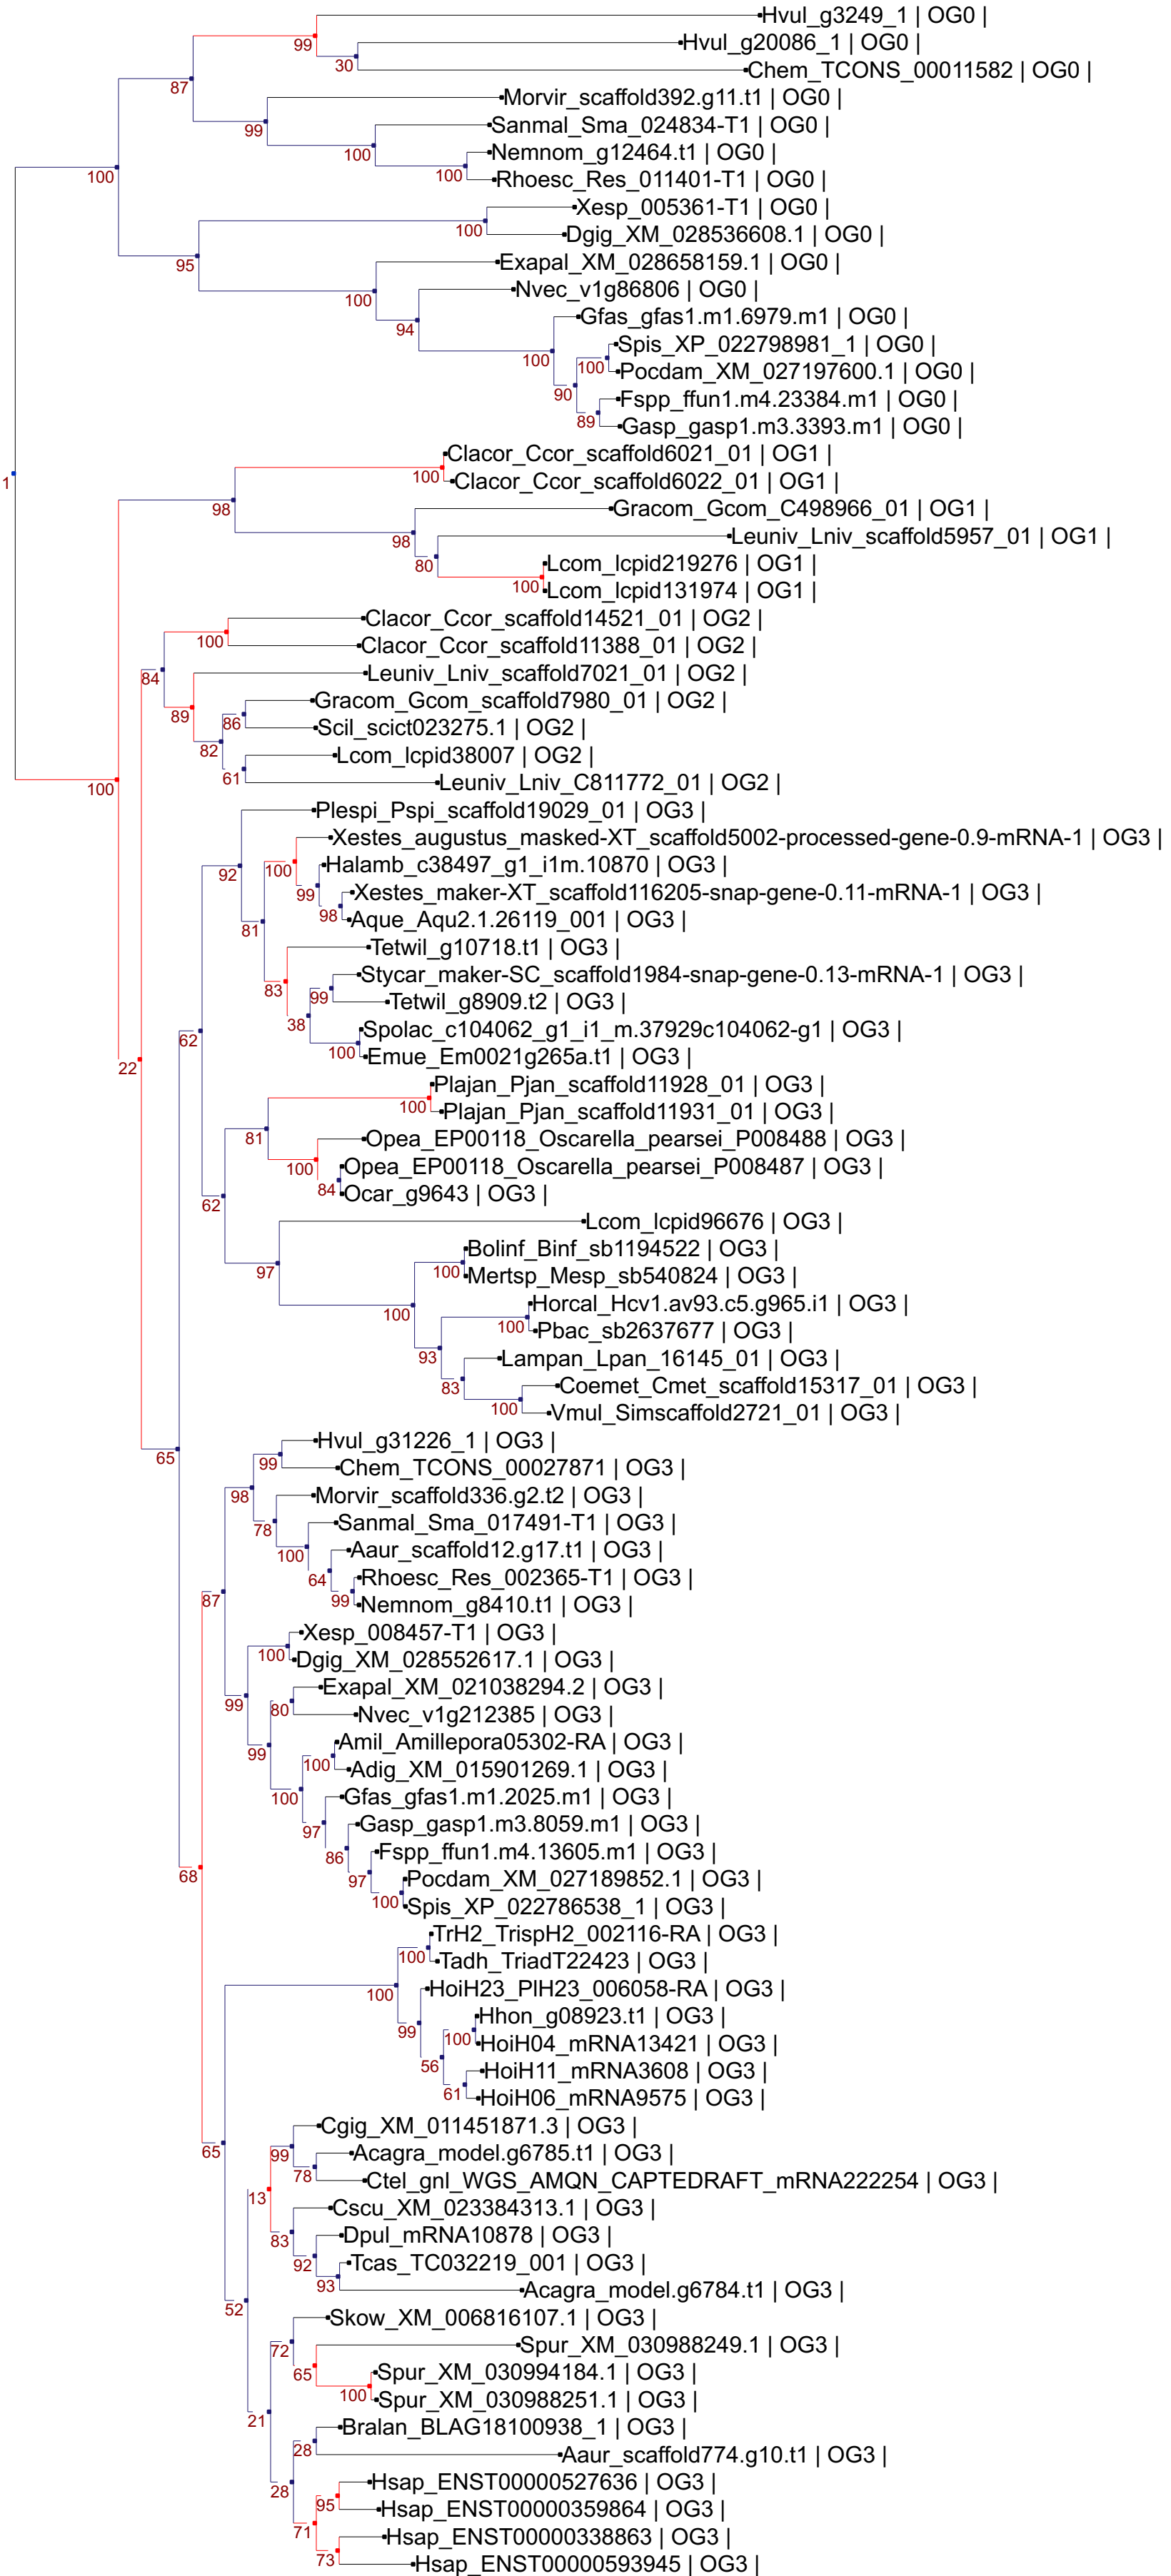 Hvul_g3249_1 | OG0 |
99
Hvul_g20086_1 | OG0 |
30
Chem_TCONS_00011582 | OG0 |
87
Morvir_scaffold392.g11.t1 | OG0 |
99
Sanmal_Sma_024834-T1 | OG0 |
100
Nemnom_g12464.t1 | OG0 |
100
Rhoesc_Res_011401-T1 | OG0 |
100
Xesp_005361-T1 | OG0 |
100
Dgig_XM_028536608.1 | OG0 |
95
Exapal_XM_028658159.1 | OG0 |
100
Nvec_v1g86806 | OG0 |
94
Gfas_gfas1.m1.6979.m1 | OG0 |
100
Spis_XP_022798981_1 | OG0 |
100
Pocdam_XM_027197600.1 | OG0 |
90
Fspp_ffun1.m4.23384.m1 | OG0 |
89
Gasp_gasp1.m3.3393.m1 | OG0 |
Clacor_Ccor_scaffold6021_01 | OG1 |
100
1
Clacor_Ccor_scaffold6022_01 | OG1 |
98
Gracom_Gcom_C498966_01 | OG1 |
98
Leuniv_Lniv_scaffold5957_01 | OG1 |
80
Lcom_lcpid219276 | OG1 |
100
Lcom_lcpid131974 | OG1 |
Clacor_Ccor_scaffold14521_01 | OG2 |
100
Clacor_Ccor_scaffold11388_01 | OG2 |
84
Leuniv_Lniv_scaffold7021_01 | OG2 |
89
Gracom_Gcom_scaffold7980_01 | OG2 |
86
Scil_scict023275.1 | OG2 |
82
Lcom_lcpid38007 | OG2 |
61
Leuniv_Lniv_C811772_01 | OG2 |
100
Plespi_Pspi_scaffold19029_01 | OG3 |
Xestes_augustus_masked-XT_scaffold5002-processed-gene-0.9-mRNA-1 | OG3 |
92
100
Halamb_c38497_g1_i1m.10870 | OG3 |
99
Xestes_maker-XT_scaffold116205-snap-gene-0.11-mRNA-1 | OG3 |
98
Aque_Aqu2.1.26119_001 | OG3 |
81
Tetwil_g10718.t1 | OG3 |
83
Stycar_maker-SC_scaffold1984-snap-gene-0.13-mRNA-1 | OG3 |
99
Tetwil_g8909.t2 | OG3 |
38
Spolac_c104062_g1_i1_m.37929c104062-g1 | OG3 |
62
100
Emue_Em0021g265a.t1 | OG3 |
22
Plajan_Pjan_scaffold11928_01 | OG3 |
100
Plajan_Pjan_scaffold11931_01 | OG3 |
81
Opea_EP00118_Oscarella_pearsei_P008488 | OG3 |
100
Opea_EP00118_Oscarella_pearsei_P008487 | OG3 |
84
Ocar_g9643 | OG3 |
62
Lcom_lcpid96676 | OG3 |
Bolinf_Binf_sb1194522 | OG3 |
97
100
Mertsp_Mesp_sb540824 | OG3 |
100
Horcal_Hcv1.av93.c5.g965.i1 | OG3 |
100
Pbac_sb2637677 | OG3 |
93
Lampan_Lpan_16145_01 | OG3 |
83
Coemet_Cmet_scaffold15317_01 | OG3 |
100
Vmul_Simscaffold2721_01 | OG3 |
Hvul_g31226_1 | OG3 |
65
99
Chem_TCONS_00027871 | OG3 |
98
Morvir_scaffold336.g2.t2 | OG3 |
78
Sanmal_Sma_017491-T1 | OG3 |
100
Aaur_scaffold12.g17.t1 | OG3 |
64
Rhoesc_Res_002365-T1 | OG3 |
99
87
Nemnom_g8410.t1 | OG3 |
Xesp_008457-T1 | OG3 |
100
Dgig_XM_028552617.1 | OG3 |
Exapal_XM_021038294.2 | OG3 |
99
80
Nvec_v1g212385 | OG3 |
Amil_Amillepora05302-RA | OG3 |
99
100
Adig_XM_015901269.1 | OG3 |
100
Gfas_gfas1.m1.2025.m1 | OG3 |
97
Gasp_gasp1.m3.8059.m1 | OG3 |
86
Fspp_ffun1.m4.13605.m1 | OG3 |
68
97
Pocdam_XM_027189852.1 | OG3 |
100
Spis_XP_022786538_1 | OG3 |
TrH2_TrispH2_002116-RA | OG3 |
100
Tadh_TriadT22423 | OG3 |
100
HoiH23_PlH23_006058-RA | OG3 |
99
Hhon_g08923.t1 | OG3 |
100
HoiH04_mRNA13421 | OG3 |
56
HoiH11_mRNA3608 | OG3 |
61
HoiH06_mRNA9575 | OG3 |
Cgig_XM_011451871.3 | OG3 |
65
99
Acagra_model.g6785.t1 | OG3 |
78
Ctel_gnl_WGS_AMQN_CAPTEDRAFT_mRNA222254 | OG3 |
13
Cscu_XM_023384313.1 | OG3 |
83
Dpul_mRNA10878 | OG3 |
92
Tcas_TC032219_001 | OG3 |
93
Acagra_model.g6784.t1 | OG3 |
52
Skow_XM_006816107.1 | OG3 |
72
Spur_XM_030988249.1 | OG3 |
65
Spur_XM_030994184.1 | OG3 |
100
Spur_XM_030988251.1 | OG3 |
21
Bralan_BLAG18100938_1 | OG3 |
28
Aaur_scaffold774.g10.t1 | OG3 |
28
Hsap_ENST00000527636 | OG3 |
95
Hsap_ENST00000359864 | OG3 |
71
Hsap_ENST00000338863 | OG3 |
73
Hsap_ENST00000593945 | OG3 |